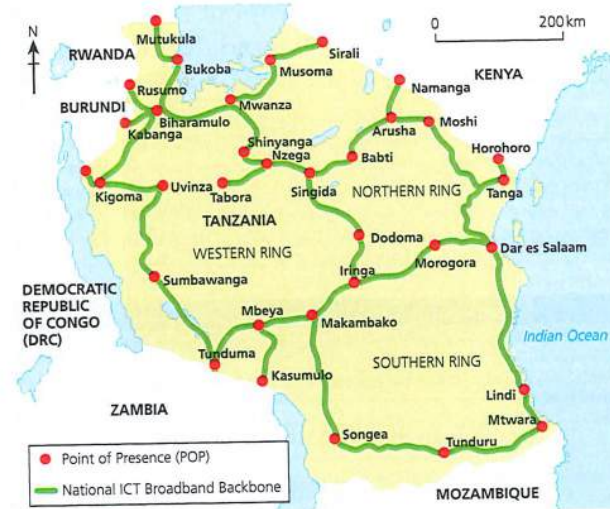 0
200 km
N
Mutukula
Sirali
RWANDA
Bukoba
Musoma
KENYA
Rusumo
Namanga
BURUNDI
Mwanza
Biharamulo
Kabanga
Arusha
Moshi
Shinyanga
Horohoro
Nzega
Babti
Kigoma
Uvinza
Tabora
Singida
NORTHERN RING
Tanga
TANZANIA
WESTERN RING
Dodoma
Morogora
Dar es Salaam
Sumbawanga
Iringa
DEMOCRATIC
REPUBLIC
OF CONGO
(DRC)
Mbeya
Makambako
Indian Ocean
Tunduma
SOUTHERN RING
Kasumulo
Lindi
ZAMBIA
Mtwara
Songea
Tunduru
Point of Presence (POP)
National ICT Broadband Backbone
MOZAMBIQUE